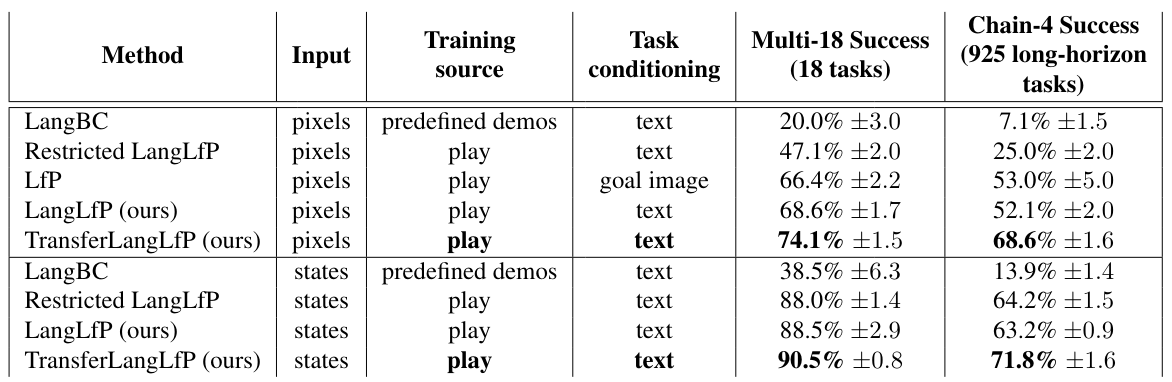 Method Input Training source Task conditioning Multi-18 Success (18 tasks) Chain-4 Success (925 long-horizon tasks)
LangBC pixels predefined demos text 20.0% ±3.0 7.1% ±1.5
Restricted LangLfP pixels play text 47.1% ±2.0 25.0% ±2.0
LfP pixels play goal image 66.4% ±2.2 53.0% ±5.0
LangLfP (ours) pixels play text 68.6% ±1.7 52.1% ±2.0
TransferLangLfP (ours) pixels play text 74.1% ±1.5 68.6% ±1.6
LangBC states predefined demos text 38.5% ±6.3 13.9% ±1.4
Restricted LangLfP states play text 88.0% ±1.4 64.2% ±1.5
LangLfP (ours) states play text 88.5% ±2.9 63.2% ±0.9
TransferLangLfP (ours) states play text 90.5% ±0.8 71.8% ±1.6